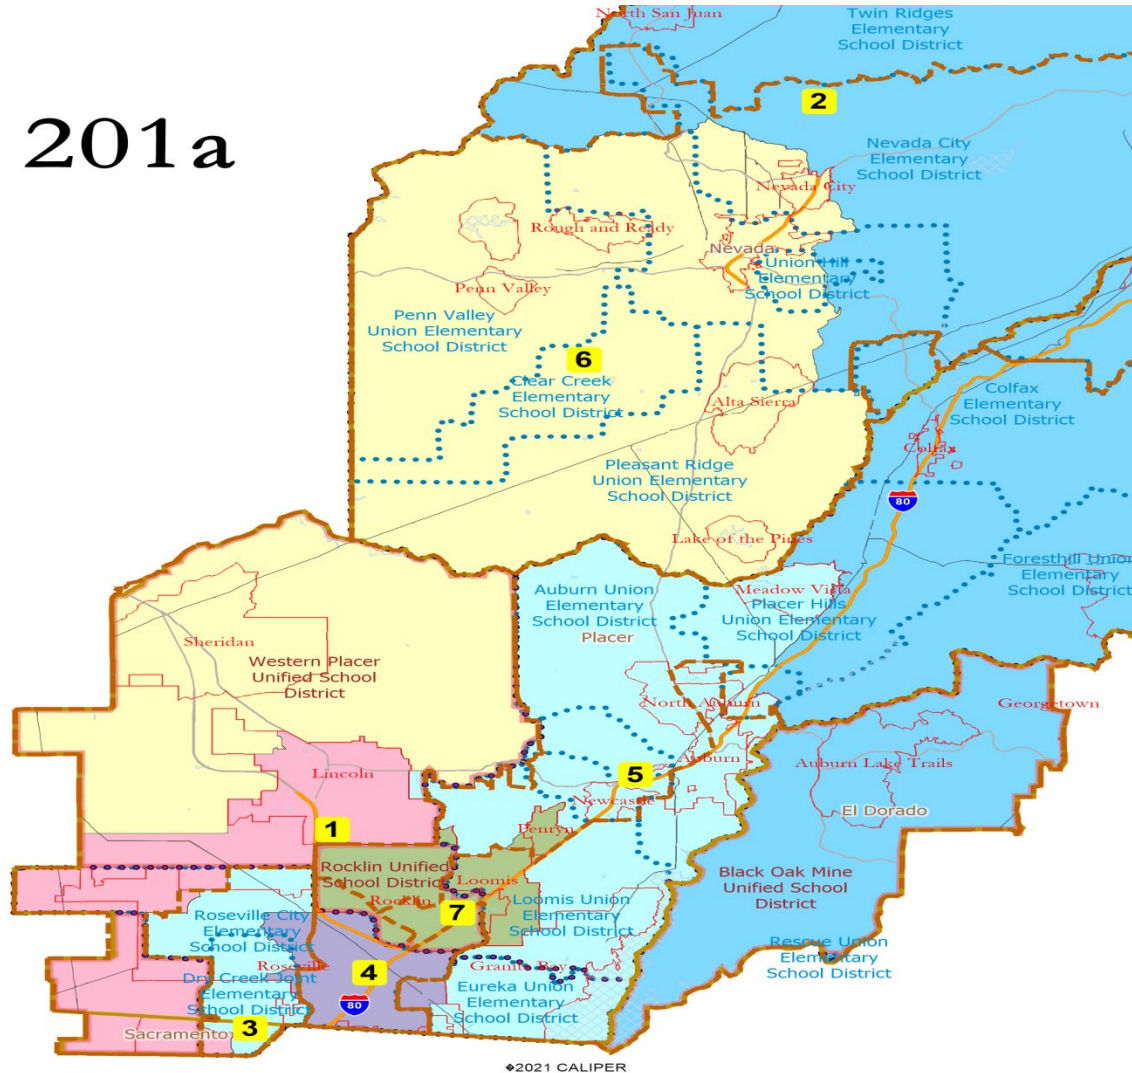 201a
North San Juan
Twin Ridges
Elementary
School District
2
Nevada City
Elementary
School District
Nevada City
Rough and Ready
Nevada
Union Hill
Elementary
School District
Penn Valley
Penn Valley
Union Elementary
School District
6
Clear Creek
Elementary
School District
Alta Sierra
Colfax
Elementary
School District
Colfax
Pleasant Ridge
Union Elementary
School District
80
Lake of the Pines
Foresthill Union
Elementary
School District
Auburn Union
Elementary
School District
Placer
Meadow Vista
Placer Hills
Union Elementary
School District
Sheridan
Western Placer
Unified School
District
North Auburn
Georgetown
Lincoln
5
Auburn
Auburn Lake Trails
Newcastle
El Dorado
1
Penryn
Rocklin Unified
School District
Loomis
Rocklin
7
Black Oak Mine
Unified School
District
Loomis Union
Elementary
School District
Roseville City
Elementary
School District
Rescue Union
Elementary
School District
Roseville
4
Granite Bay
Dry Creek Joint
Elementary
School District
Eureka Union
Elementary
School District
80
Sacramento
3
�2021 CALIPER